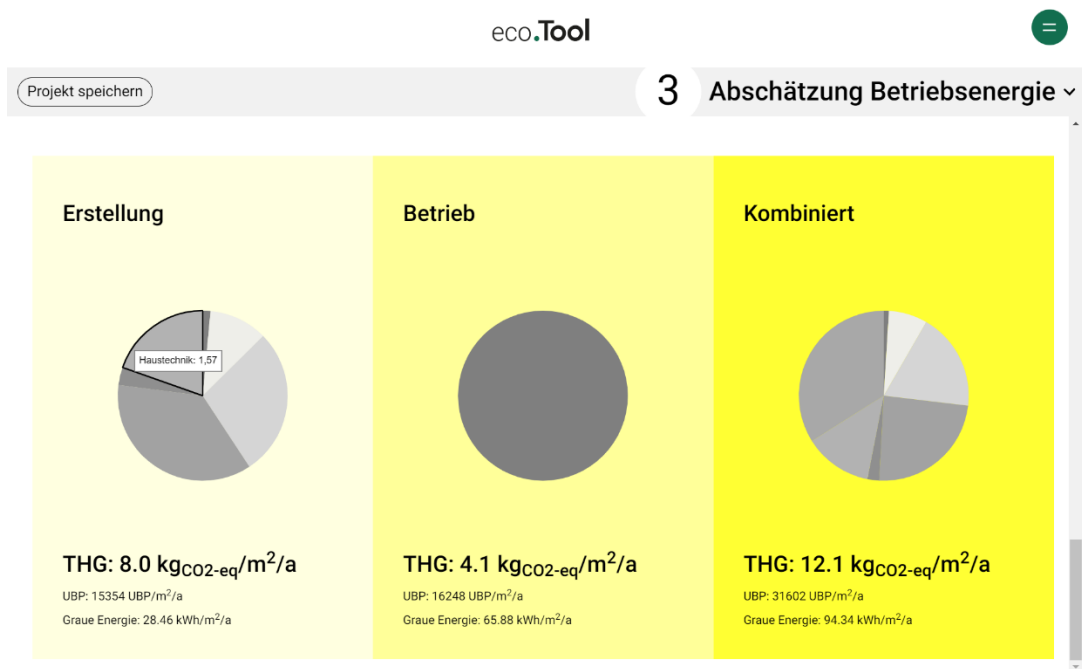 eco.Tool
Projekt speichern
3 Abschätzung Betriebsenergie
Erstellung
Haustechnik: 1,57
THG: 8.0 kgCO2-eq/m2/a
UBP: 15354 UBP/m2/a
Graue Energie: 28.46 kWh/m2/a
Betrieb
THG: 4.1 kgCO2-eq/m2/a
UBP: 16248 UBP/m2/a
Graue Energie: 65.88 kWh/m2/a
Kombiniert
THG: 12.1 kgCO2-eq/m2/a
UBP: 31602 UBP/m2/a
Graue Energie: 94.34 kWh/m2/a